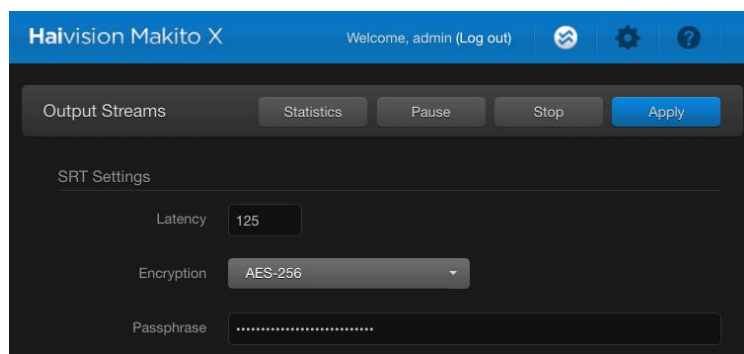 Haivision Makito X Welcome, admin (Log out)
Output Streams Statistics Pause Stop Apply
SRT Settings
Latency 125
Encryption AES-256
Passphrase ••••••••••••••••••••••••••••